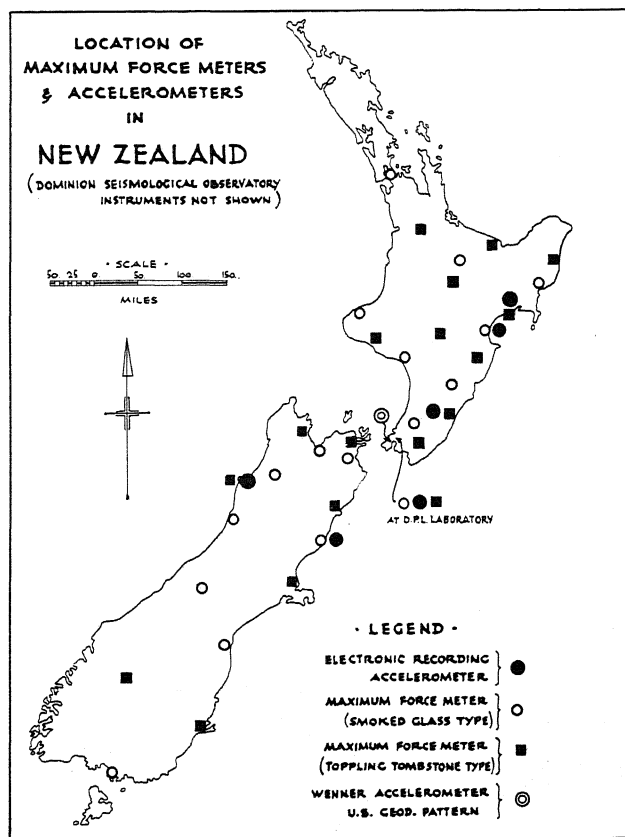 LOCATION OF
MAXIMUM FORCE METERS
& ACCELEROMETERS
IN
NEW ZEALAND
(DOMINION SEISMOLOGICAL OBSERVATORY
INSTRUMENTS NOT SHOWN)
· SCALE ·
50. 25 0. 50. 100 150..
MILES
AT D.P.L. LABORATORY
· LEGEND ·
ELECTRONIC RECORDING
ACCELEROMETER
MAXIMUM FORCE METER
(SMOKED GLASS TYPE)
MAXIMUM FORCE METER
(TOPPLING TOMBSTONE TYPE)
WENNER ACCELEROMETER
U.S. GEOD. PATTERN